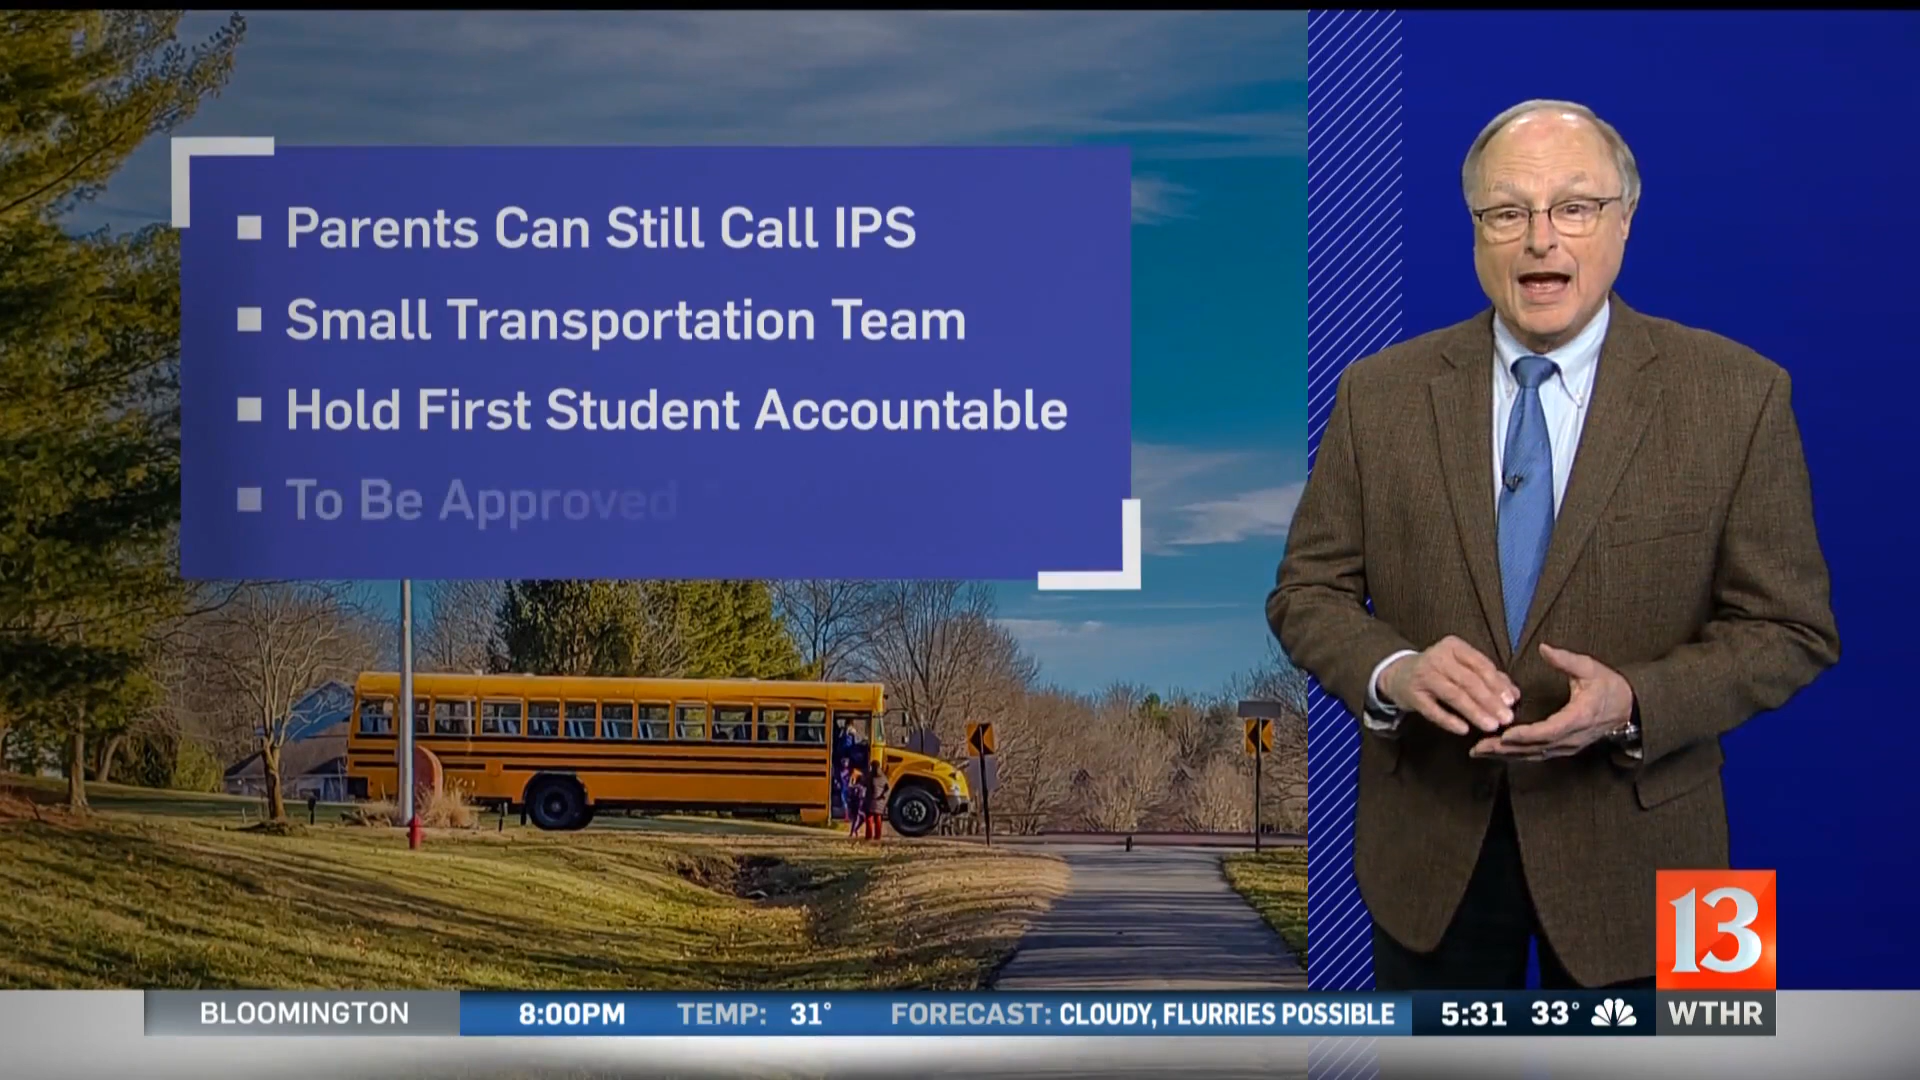 Parents Can Still Call IPS
Small Transportation Team
Hold First Student Accountable
To Be Approved
13
BLOOMINGTON 8:00PM TEMP: 31° FORECAST: CLOUDY, FLURRIES POSSIBLE 5:31 33° WTHR